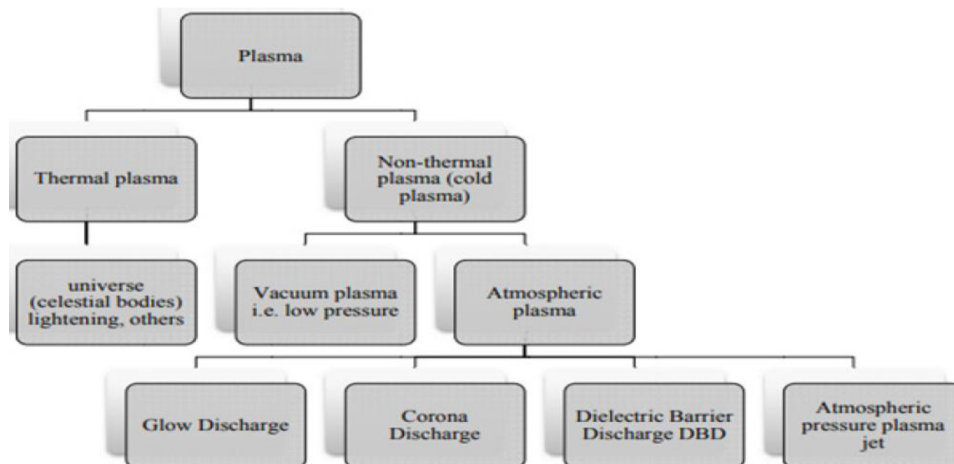 Plasma
Thermal plasma
Non-thermal
plasma (cold
plasma)
universe
(celestial bodies)
lightening, others
Vacuum plasma
i.e. low pressure
Atmospheric
plasma
Glow Discharge
Corona
Discharge
Dielectric Barrier
Discharge DBD
Atmospheric
pressure plasma
jet